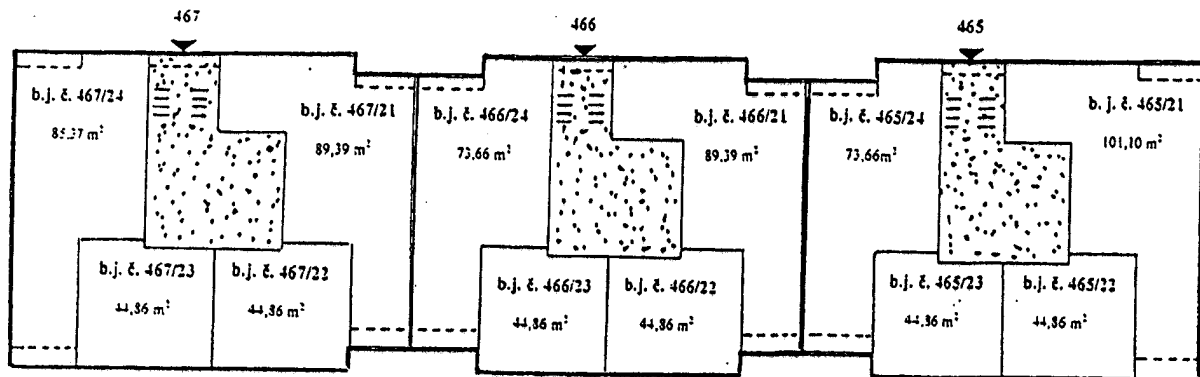 467
466
465
b.j. č. 467/24
85,37 m²
b.j. č. 467/21
89,39 m²
b.j. č. 466/24
73,66 m²
b.j. č. 466/21
89,39 m²
b.j. č. 465/24
73,66m²
b.j. č. 465/21
101,10 m²
b.j. č. 467/23
44,86 m²
b.j. č. 467/22
44,86 m²
b.j. č. 466/23
44,86 m²
b.j. č. 466/22
44,86 m²
b.j. č. 465/23
44,86 m²
b.j. č. 465/22
44,86 m²